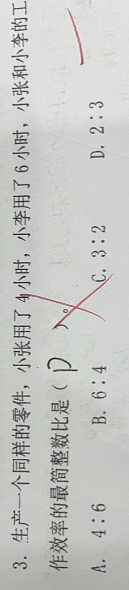 3. 生产一个同样的零件，小张用了 4 小时，小李用了 6 小时，小张和小李的工
作效率的最简整数比是（ D ）。
A. 4∶6 B. 6∶4 C. 3∶2 D. 2∶3